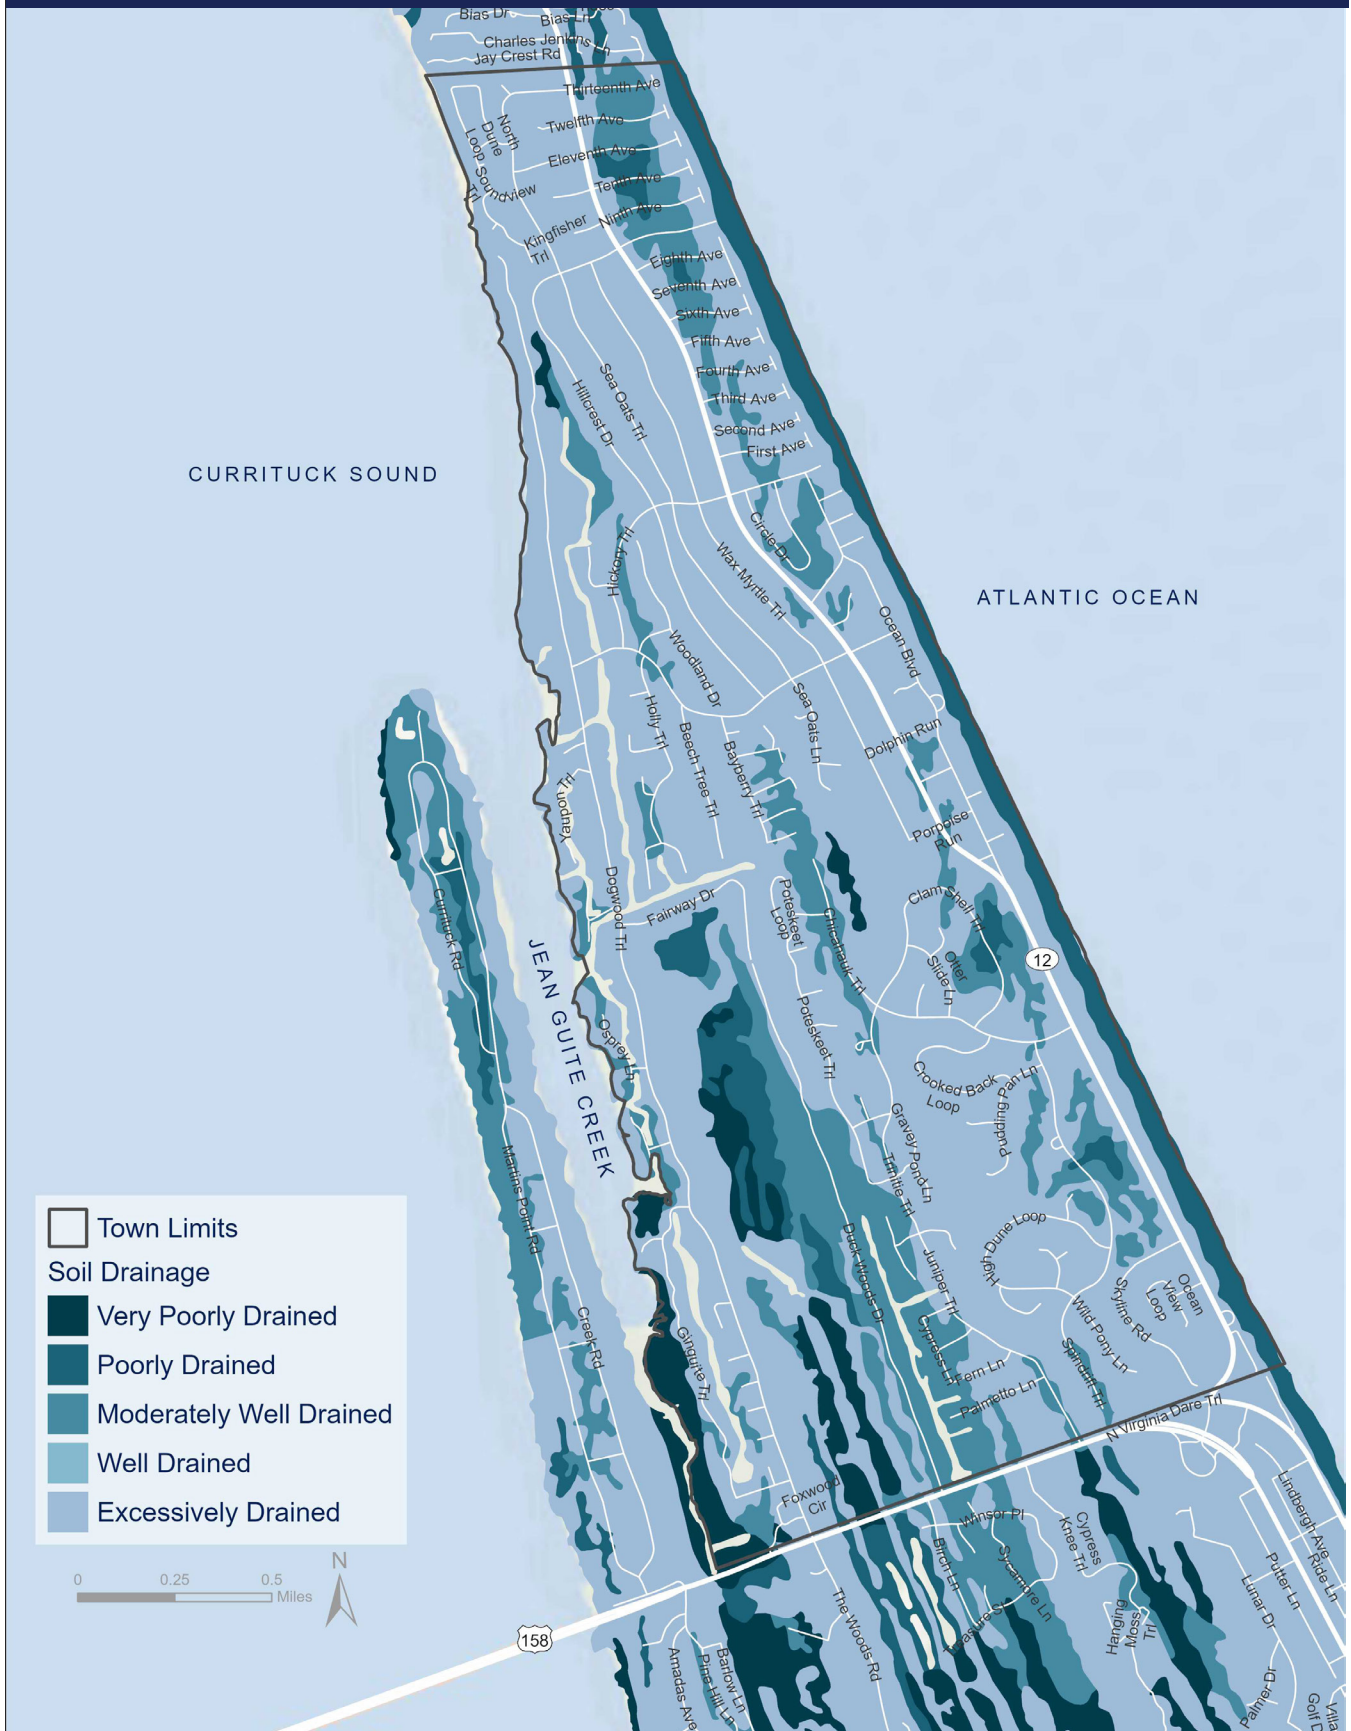 Bias Dr
Bias Ln
Charles Jenkins Ln
Jay Crest Rd
Thirteenth Ave
Twelfth Ave
North
Dune
Loop
Trl
Soundview
Eleventh Ave
Tenth Ave
Ninth Ave
Kingfisher
Trl
Eighth Ave
Seventh Ave
Sixth Ave
Fifth Ave
Fourth Ave
Third Ave
Second Ave
First Ave
Sea Oats Trl
Hillcrest Dr
CURRITUCK SOUND
ATLANTIC OCEAN
Circle Dr
Hickory Trl
Wax Myrtle Trl
Ocean Blvd
Woodland Dr
Holly Trl
Beech Tree Trl
Bayberry Trl
Sea Oats Ln
Dolphin Run
Yaupon Trl
Porpoise
Run
Dogwood Trl
Fairway Dr
Poteskeet
Loop
Chicahauk Trl
Clam Shell Trl
Otter
Slide Ln
12
Currituck Rd
JEAN GUITE CREEK
Osprey Ln
Poteskeet Trl
Crooked Back
Loop
Pudding Pan Ln
Gravey Pond Ln
Trinitie Trl
Martins Point Rd
Duck Woods Dr
Juniper Trl
High Dune Loop
Ocean
View
Loop
Skyline Rd
Wild Pony Ln
Spindrift Trl
Creek Rd
Ginguite Trl
Cypress Ln
Fern Ln
Palmetto Ln
N Virginia Dare Trl
Foxwood
Cir
Town Limits
Soil Drainage
Very Poorly Drained
Poorly Drained
Moderately Well Drained
Well Drained
Excessively Drained
0
0.25
0.5
Miles
N
158
Winsor Pl
Birch Ln
Sycamore Ln
Treasure St
Cypress
Knee Trl
Hanging
Moss
Trl
Lindbergh Ave
Ride Ln
Putter Ln
Lunar Dr
Palmer Dr
The Woods Rd
Barlow Ln
Pine Hill Ln
Amadas Ave